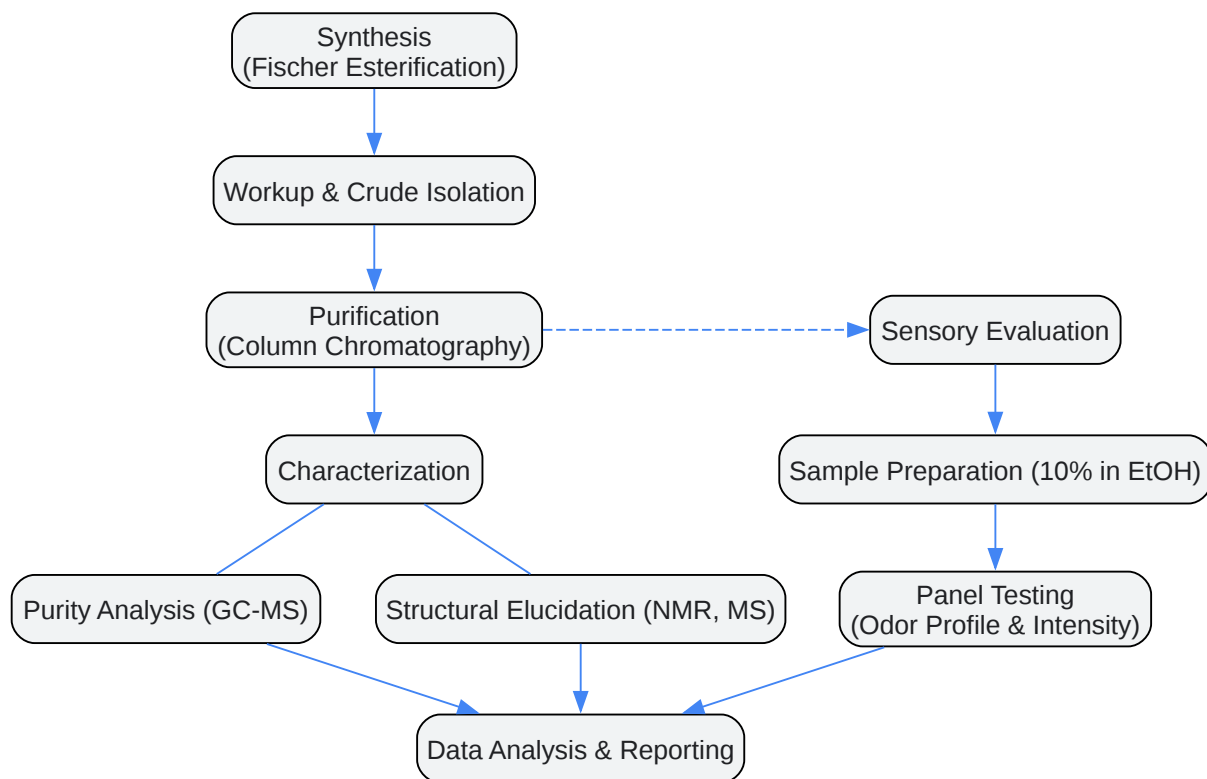 Synthesis
(Fischer Esterification)
Workup & Crude Isolation
Purification
(Column Chromatography)
Sensory Evaluation
Characterization
Sample Preparation (10% in EtOH)
Purity Analysis (GC-MS)
Structural Elucidation (NMR, MS)
Panel Testing
(Odor Profile & Intensity)
Data Analysis & Reporting